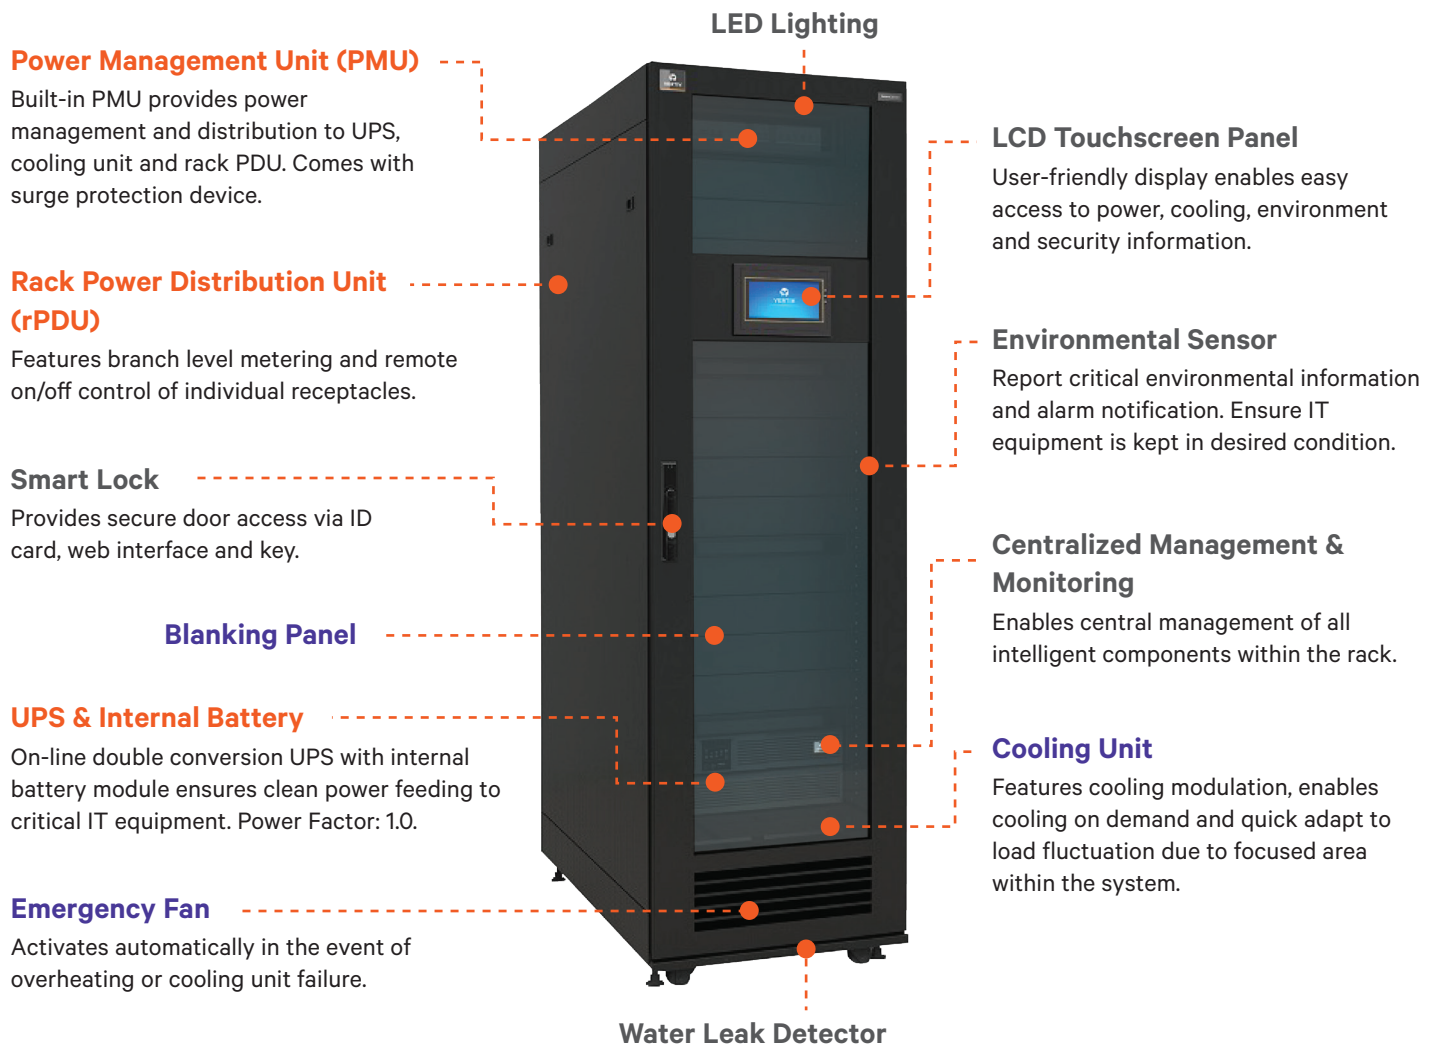 LED Lighting
Power Management Unit (PMU)
Built-in PMU provides power
management and distribution to UPS,
cooling unit and rack PDU. Comes with
surge protection device.
Rack Power Distribution Unit
(rPDU)
Features branch level metering and remote
on/off control of individual receptacles.
Smart Lock
Provides secure door access via ID
card, web interface and key.
Blanking Panel
UPS & Internal Battery
On-line double conversion UPS with internal
battery module ensures clean power feeding to
critical IT equipment. Power Factor: 1.0.
Emergency Fan
Activates automatically in the event of
overheating or cooling unit failure.
VERTIV
VERTIV
LCD Touchscreen Panel
User-friendly display enables easy
access to power, cooling, environment
and security information.
Environmental Sensor
Report critical environmental information
and alarm notification. Ensure IT
equipment is kept in desired condition.
Centralized Management &
Monitoring
Enables central management of all
intelligent components within the rack.
Cooling Unit
Features cooling modulation, enables
cooling on demand and quick adapt to
load fluctuation due to focused area
within the system.
Water Leak Detector